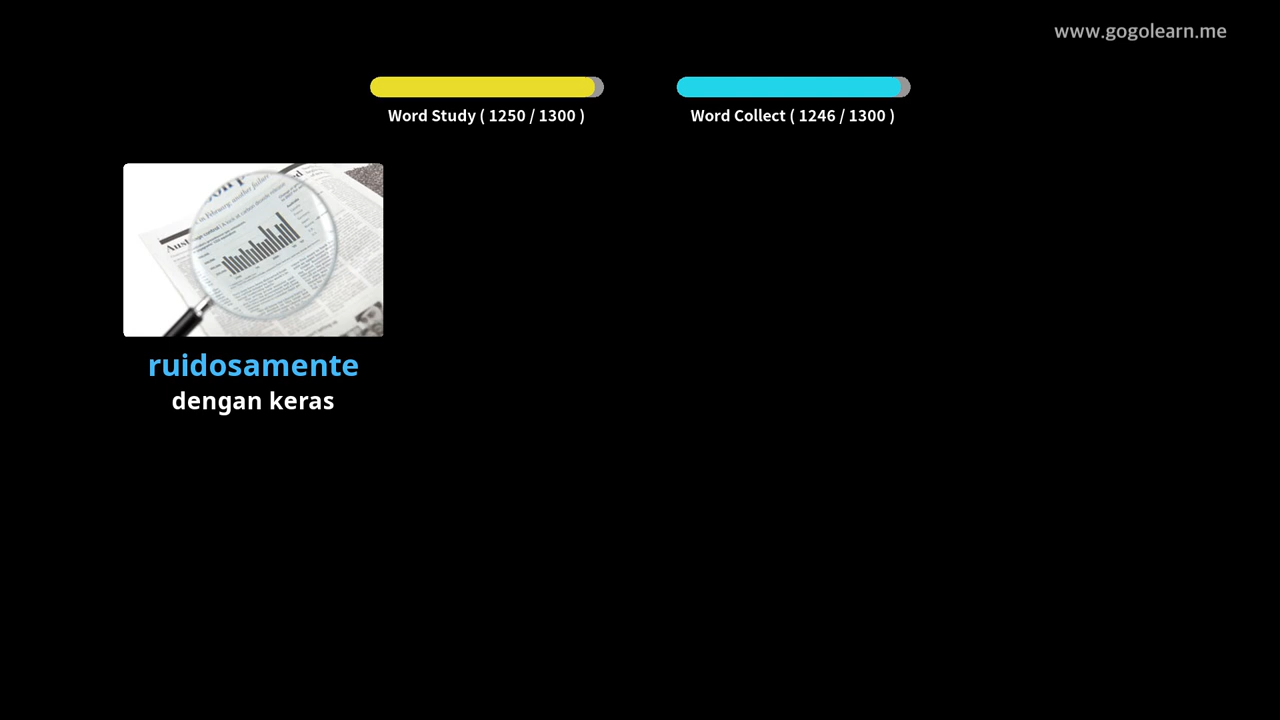 www.gogolearn.me
Word Study ( 1250 / 1300 )
Word Collect ( 1246 / 1300 )
ruidosamente
dengan keras